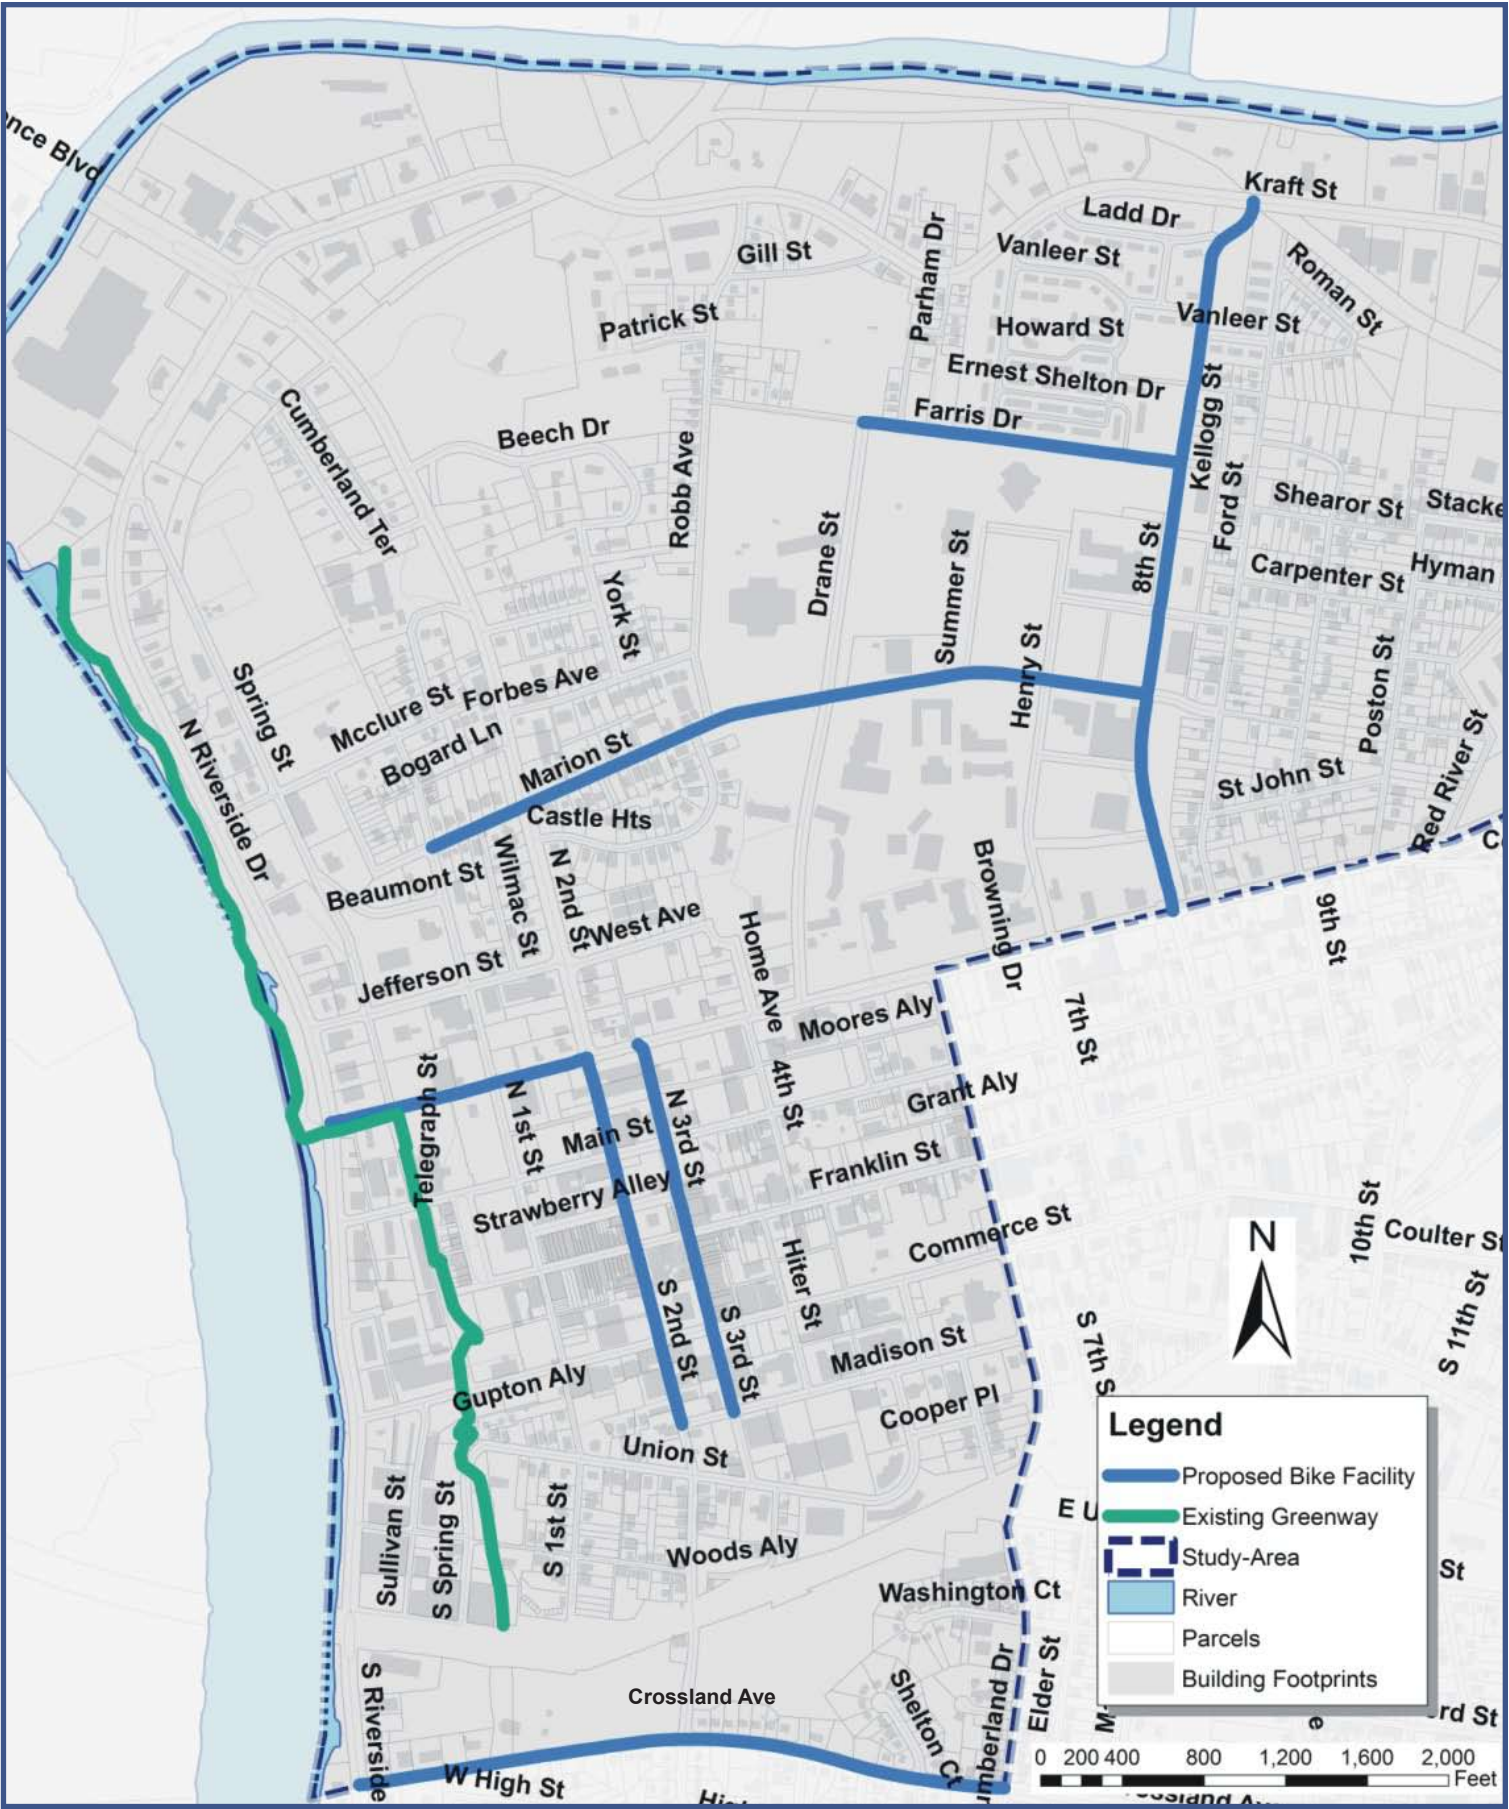 nce Blvd
Kraft St
Ladd Dr
Parham Dr
Vanleer St
Gill St
Roman St
Patrick St
Howard St
Vanleer St
Ernest Shelton Dr
Kellogg St
Cumberland Ter
Farris Dr
Beech Dr
Robb Ave
Ford St
Shearor St
Stacke
Drane St
Summer St
8th St
Carpenter St
Hyman
York St
Henry St
Poston St
Spring St
Mcclure St
Forbes Ave
N Riverside Dr
Bogard Ln
Marion St
St John St
Red River St
Castle Hts
Beaumont St
Wilmac St
N 2nd St
Browning Dr
C
9th St
West Ave
Home Ave
Jefferson St
Moores Aly
7th St
Telegraph St
N 1st St
Main St
N 3rd St
4th St
Grant Aly
Strawberry Alley
Franklin St
Commerce St
10th St
Coulter St
N
Hiter St
S 2nd St
S 3rd St
Madison St
S 7th S
S 11th St
Gupton Aly
Cooper Pl
Union St
Sullivan St
S Spring St
S 1st St
Woods Aly
E U
Washington Ct
St
S Riverside
Crossland Ave
Shelton Ct
umberland Dr
Elder St
M
e
rd St
W High St
Hig
ossland Av
Legend
Proposed Bike Facility
Existing Greenway
Study-Area
River
Parcels
Building Footprints
0 200 400 800 1,200 1,600 2,000
Feet